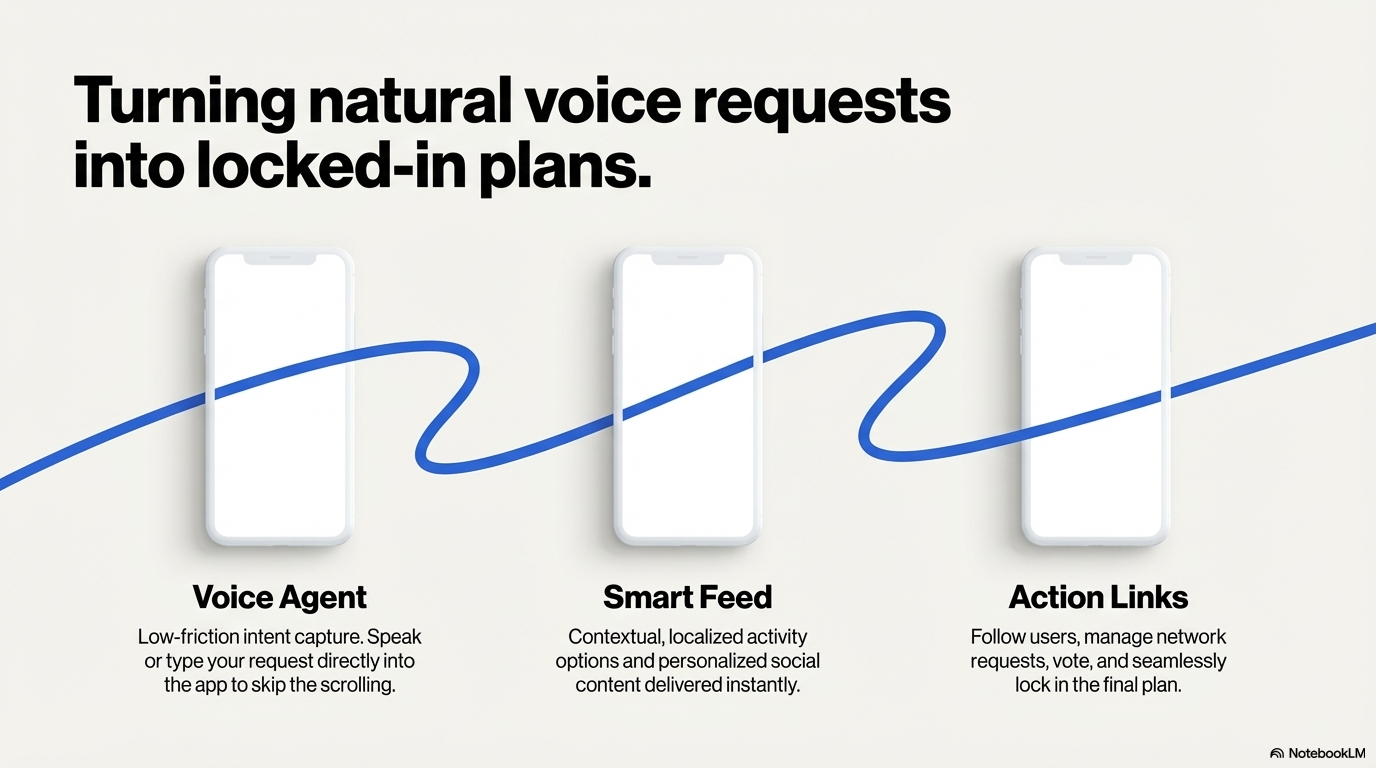 Turning natural voice requests
into locked-in plans.
Voice Agent
Low-friction intent capture. Speak
or type your request directly into
the app to skip the scrolling.
Smart Feed
Contextual, localized activity
options and personalized social
content delivered instantly.
Action Links
Follow users, manage network
requests, vote, and seamlessly
lock in the final plan.
NotebookLM